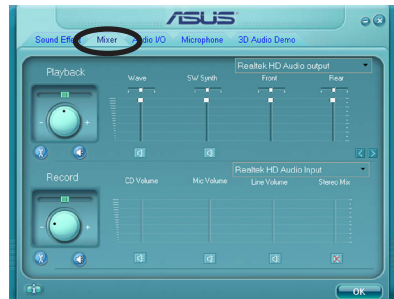 ASUS
Sound Effect Mixer Audio I/O Microphone 3D Audio Demo
Playback
Realtek HD Audio output
Wave SW Synth Front Rear
Record
Realtek HD Audio Input
CD Volume Mic Volume Line Volume Stereo Mix
OK